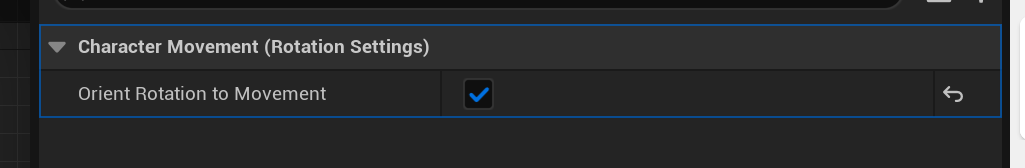 Character Movement (Rotation Settings)
Orient Rotation to Movement